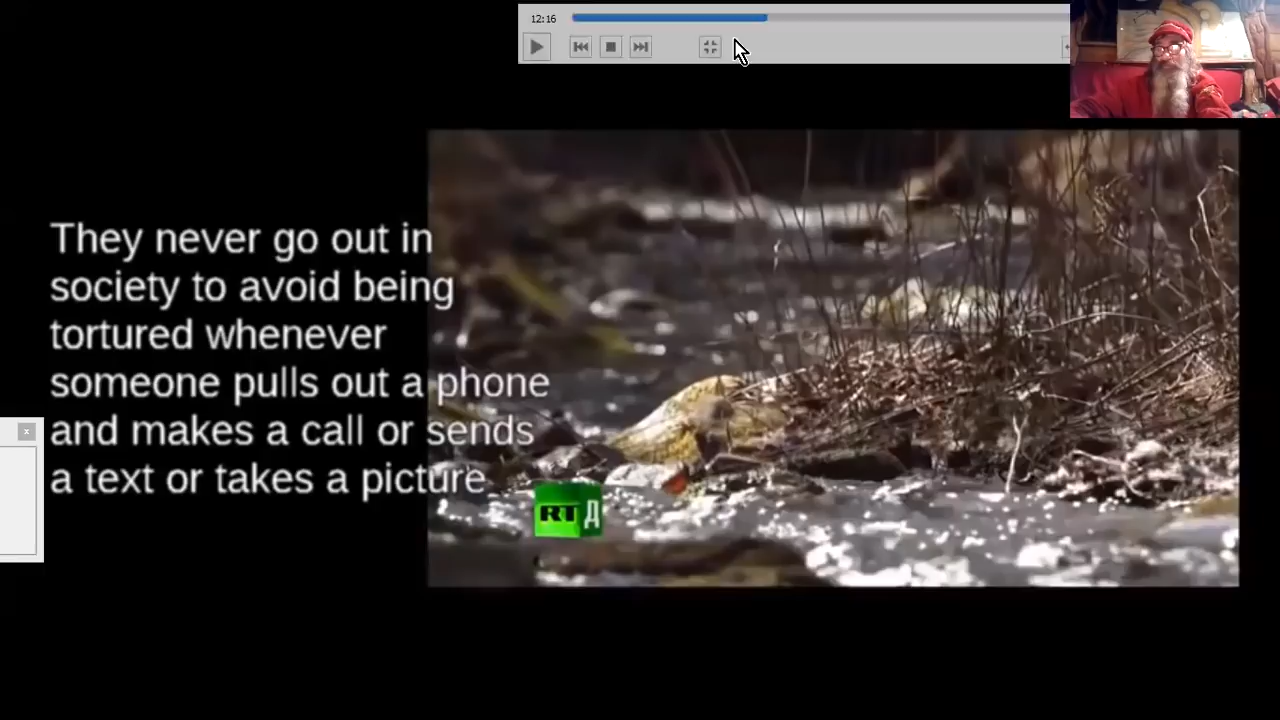 12:16
They never go out in
society to avoid being
tortured whenever
someone pulls out a phone
and makes a call or sends
a text or takes a picture
RT Д
x